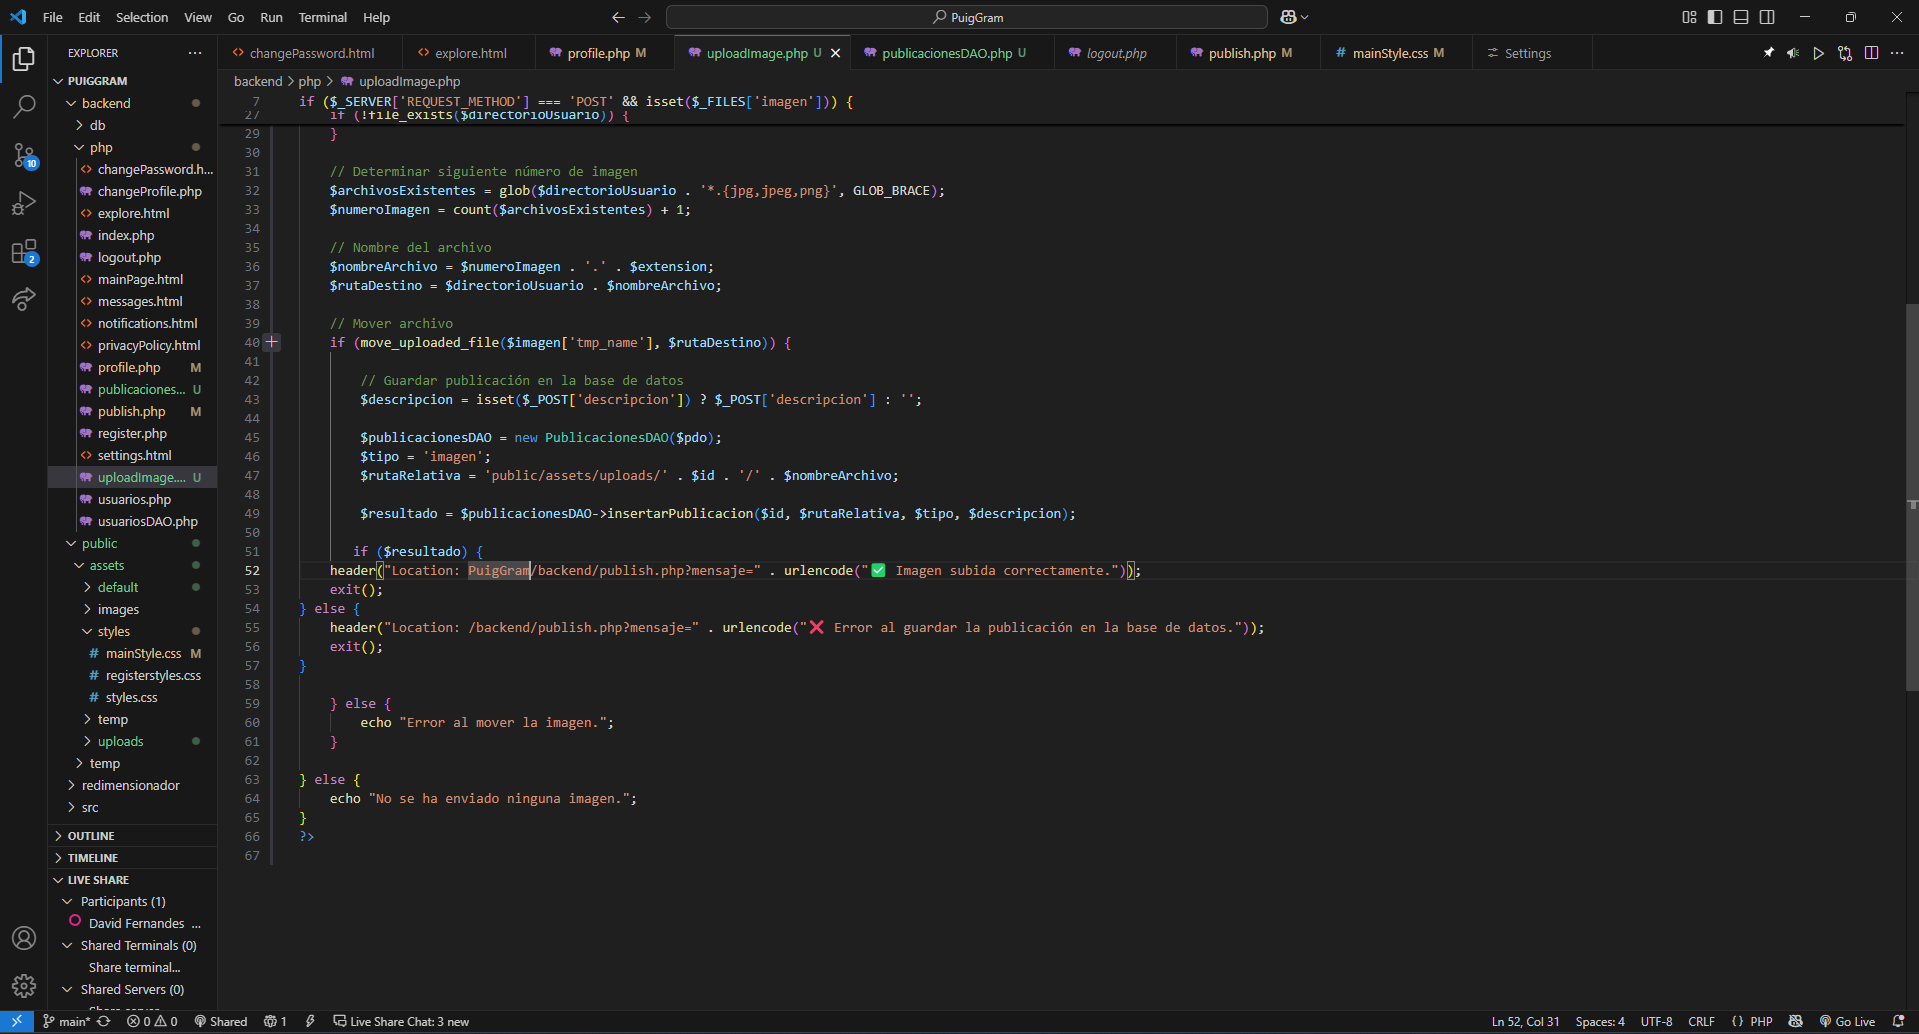 File Edit Selection View Go Run Terminal Help
PuigGram
EXPLORER
changePassword.html
explore.html
profile.php M
uploadImage.php U
publicacionesDAO.php U
logout.php
publish.php M
mainStyle.css M
Settings
backend > php > uploadImage.php
PUIGGRAM
backend
db
php
changePassword.h...
changeProfile.php
explore.html
index.php
logout.php
mainPage.html
messages.html
notifications.html
privacyPolicy.html
profile.php M
publicaciones... U
publish.php M
register.php
settings.html
uploadImage.... U
usuarios.php
usuariosDAO.php
public
assets
default
images
styles
mainStyle.css M
registerstyles.css
styles.css
temp
uploads
temp
redimensionador
src
OUTLINE
TIMELINE
LIVE SHARE
Participants (1)
David Fernandes ...
Shared Terminals (0)
Share terminal...
Shared Servers (0)
10
2
7 if ($_SERVER['REQUEST_METHOD'] === 'POST' && isset($_FILES['imagen'])) {
27 if (!file_exists($directorioUsuario)) {
29 }
30
31 // Determinar siguiente número de imagen
32 $archivosExistentes = glob($directorioUsuario . '*.{jpg,jpeg,png}', GLOB_BRACE);
33 $numeroImagen = count($archivosExistentes) + 1;
34
35 // Nombre del archivo
36 $nombreArchivo = $numeroImagen . '.' . $extension;
37 $rutaDestino = $directorioUsuario . $nombreArchivo;
38
39 // Mover archivo
40 if (move_uploaded_file($imagen['tmp_name'], $rutaDestino)) {
41
42 // Guardar publicación en la base de datos
43 $descripcion = isset($_POST['descripcion']) ? $_POST['descripcion'] : '';
44
45 $publicacionesDAO = new PublicacionesDAO($pdo);
46 $tipo = 'imagen';
47 $rutaRelativa = 'public/assets/uploads/' . $id . '/' . $nombreArchivo;
48
49 $resultado = $publicacionesDAO->insertarPublicacion($id, $rutaRelativa, $tipo, $descripcion);
50
51 if ($resultado) {
52 header("Location: PuigGram/backend/publish.php?mensaje=" . urlencode("✅ Imagen subida correctamente."));
53 exit();
54 } else {
55 header("Location: /backend/publish.php?mensaje=" . urlencode("❌ Error al guardar la publicación en la base de datos."));
56 exit();
57 }
58
59 } else {
60 echo "Error al mover la imagen.";
61 }
62
63 } else {
64 echo "No se ha enviado ninguna imagen.";
65 }
66 ?>
67
main* 0 0 Shared 1 Live Share Chat: 3 new
Ln 52, Col 31 Spaces: 4 UTF-8 CRLF {} PHP Go Live